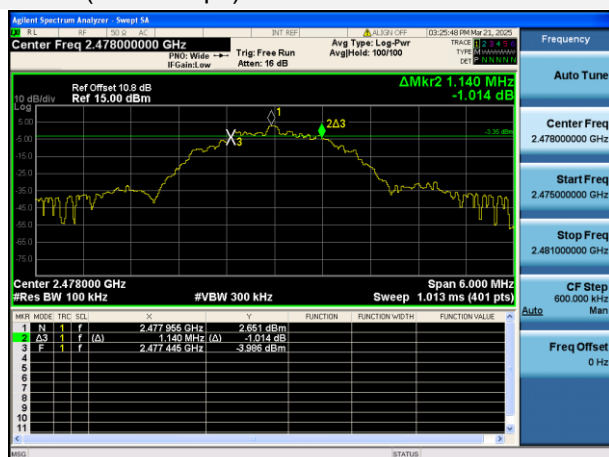 Agilent Spectrum Analyzer - Swept SA
RL RF 50 Ω AC INT REF ALIGN OFF 03:25:48 PM Mar 21, 2025
Center Freq 2.478000000 GHz
PNO: Wide
IFGain:Low
Trig: Free Run
Atten: 16 dB
Avg Type: Log-Pwr
Avg|Hold: 100/100
TRACE 1 2 3 4 5 6
TYPE M
DET P N N N N N
Ref Offset 10.8 dB
10 dB/div Ref 15.00 dBm
Log
ΔMkr2 1.140 MHz
-1.014 dB
5.00
-5.00
-15.0
-25.0
-35.0
-45.0
-55.0
-65.0
-75.0
1
2Δ3
3
-3.35 dBm
Center 2.478000 GHz Span 6.000 MHz
#Res BW 100 kHz #VBW 300 kHz Sweep 1.013 ms (401 pts)
MKR MODE TRC SCL X Y FUNCTION FUNCTION WIDTH FUNCTION VALUE
1 N 1 f 2.477 955 GHz 2.651 dBm
2 Δ3 1 f (Δ) 1.140 MHz (Δ) -1.014 dB
3 F 1 f 2.477 445 GHz -3.986 dBm
4
5
6
7
8
9
10
11
MSG STATUS
Frequency
Auto Tune
Center Freq
2.478000000 GHz
Start Freq
2.475000000 GHz
Stop Freq
2.481000000 GHz
CF Step
600.000 kHz
Auto Man
Freq Offset
0 Hz